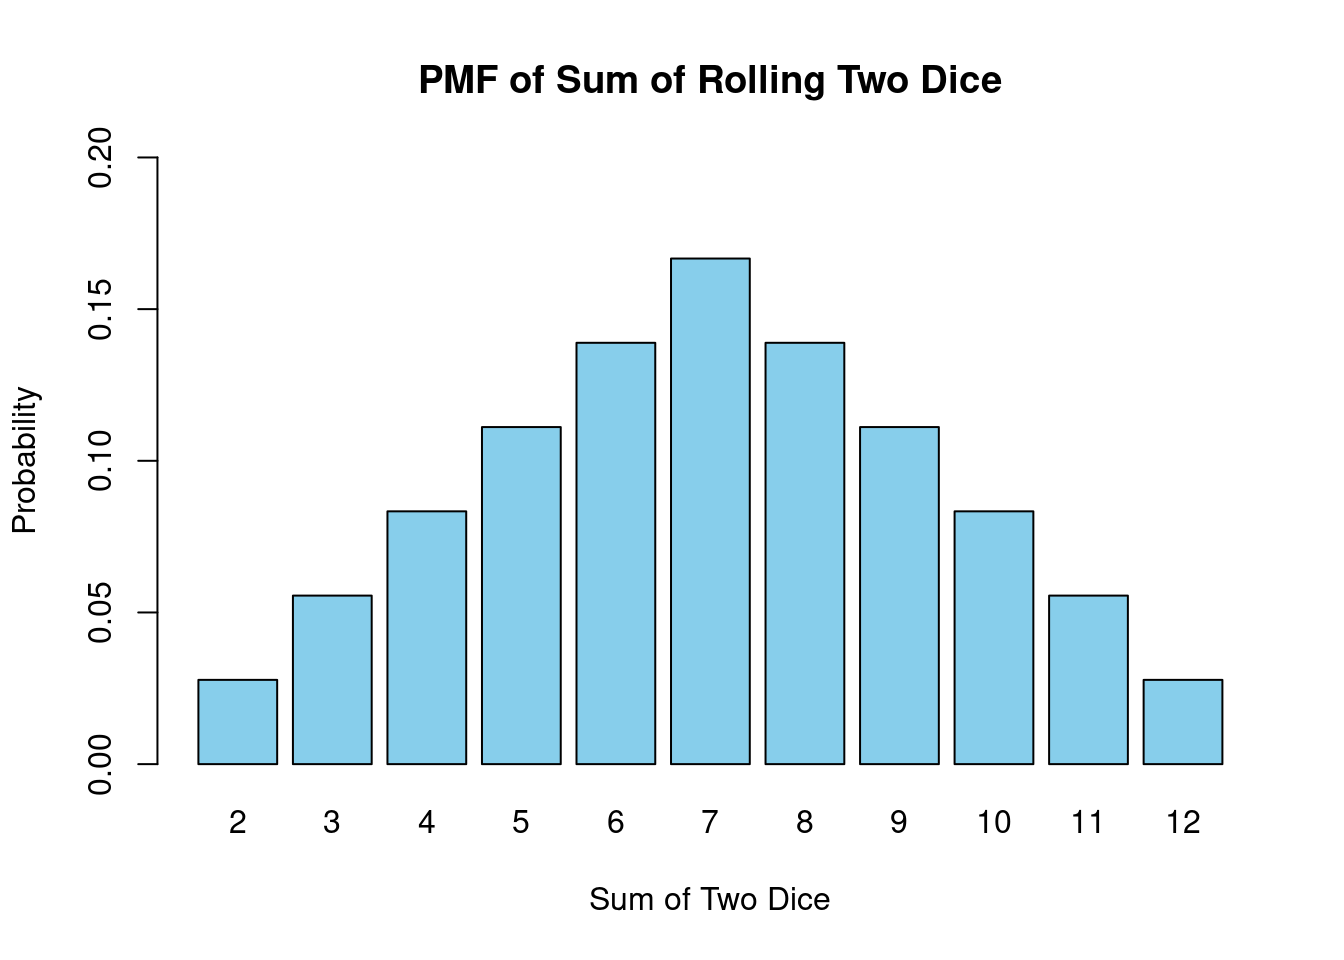 PMF of Sum of Rolling Two Dice
Probability
0.20
0.15
0.10
0.05
0.00
2 3 4 5 6 7 8 9 10 11 12
Sum of Two Dice